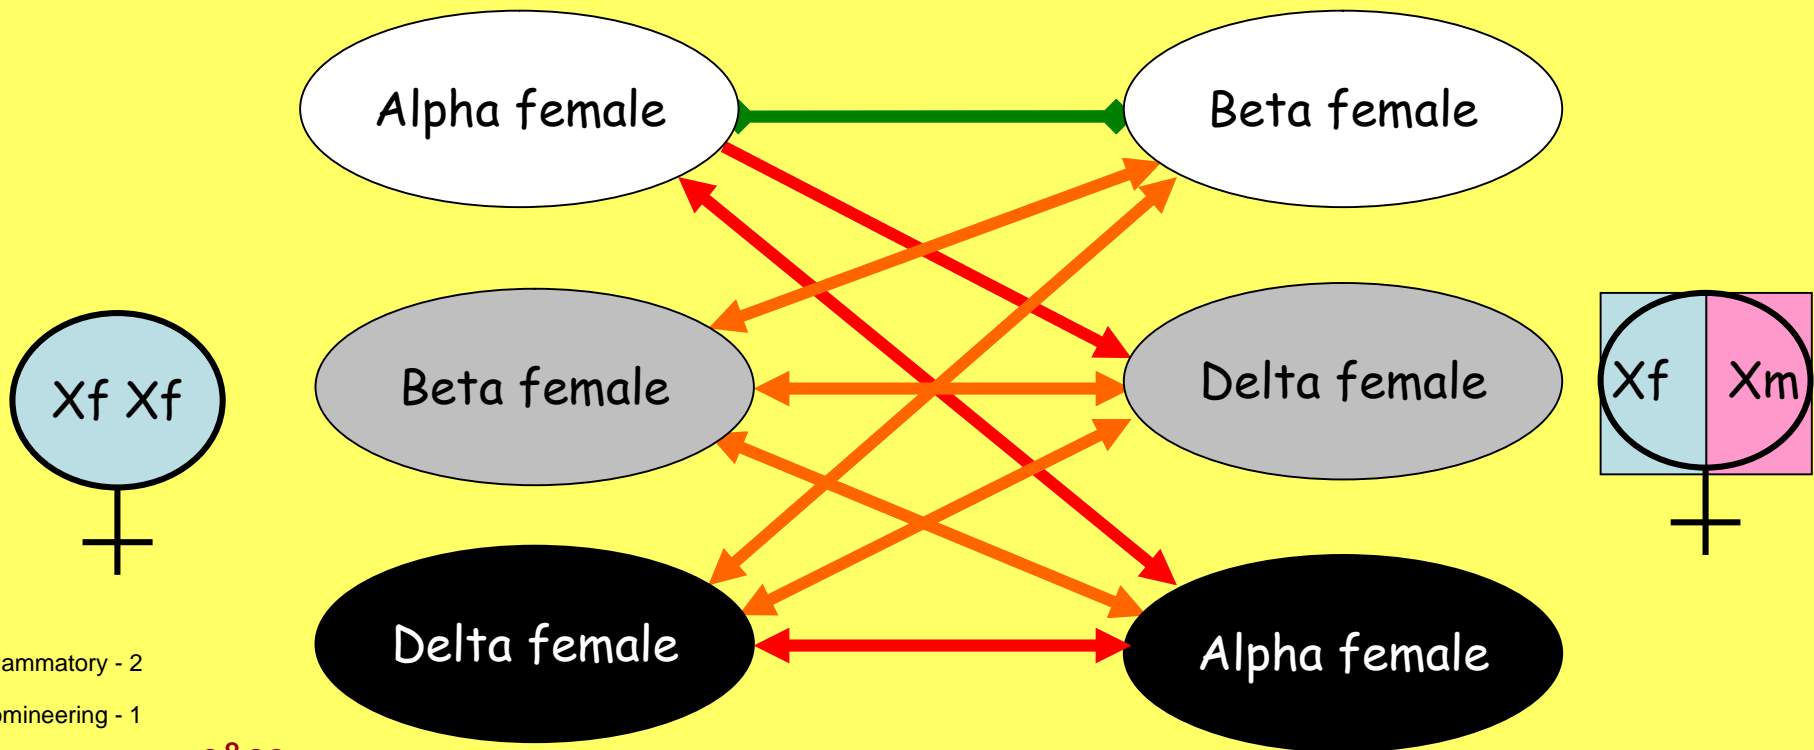 Alpha female
Beta female
Xf Xf
Beta female
Delta female
Xf Xm
Delta female
Alpha female
ammatory - 2
omineering - 1